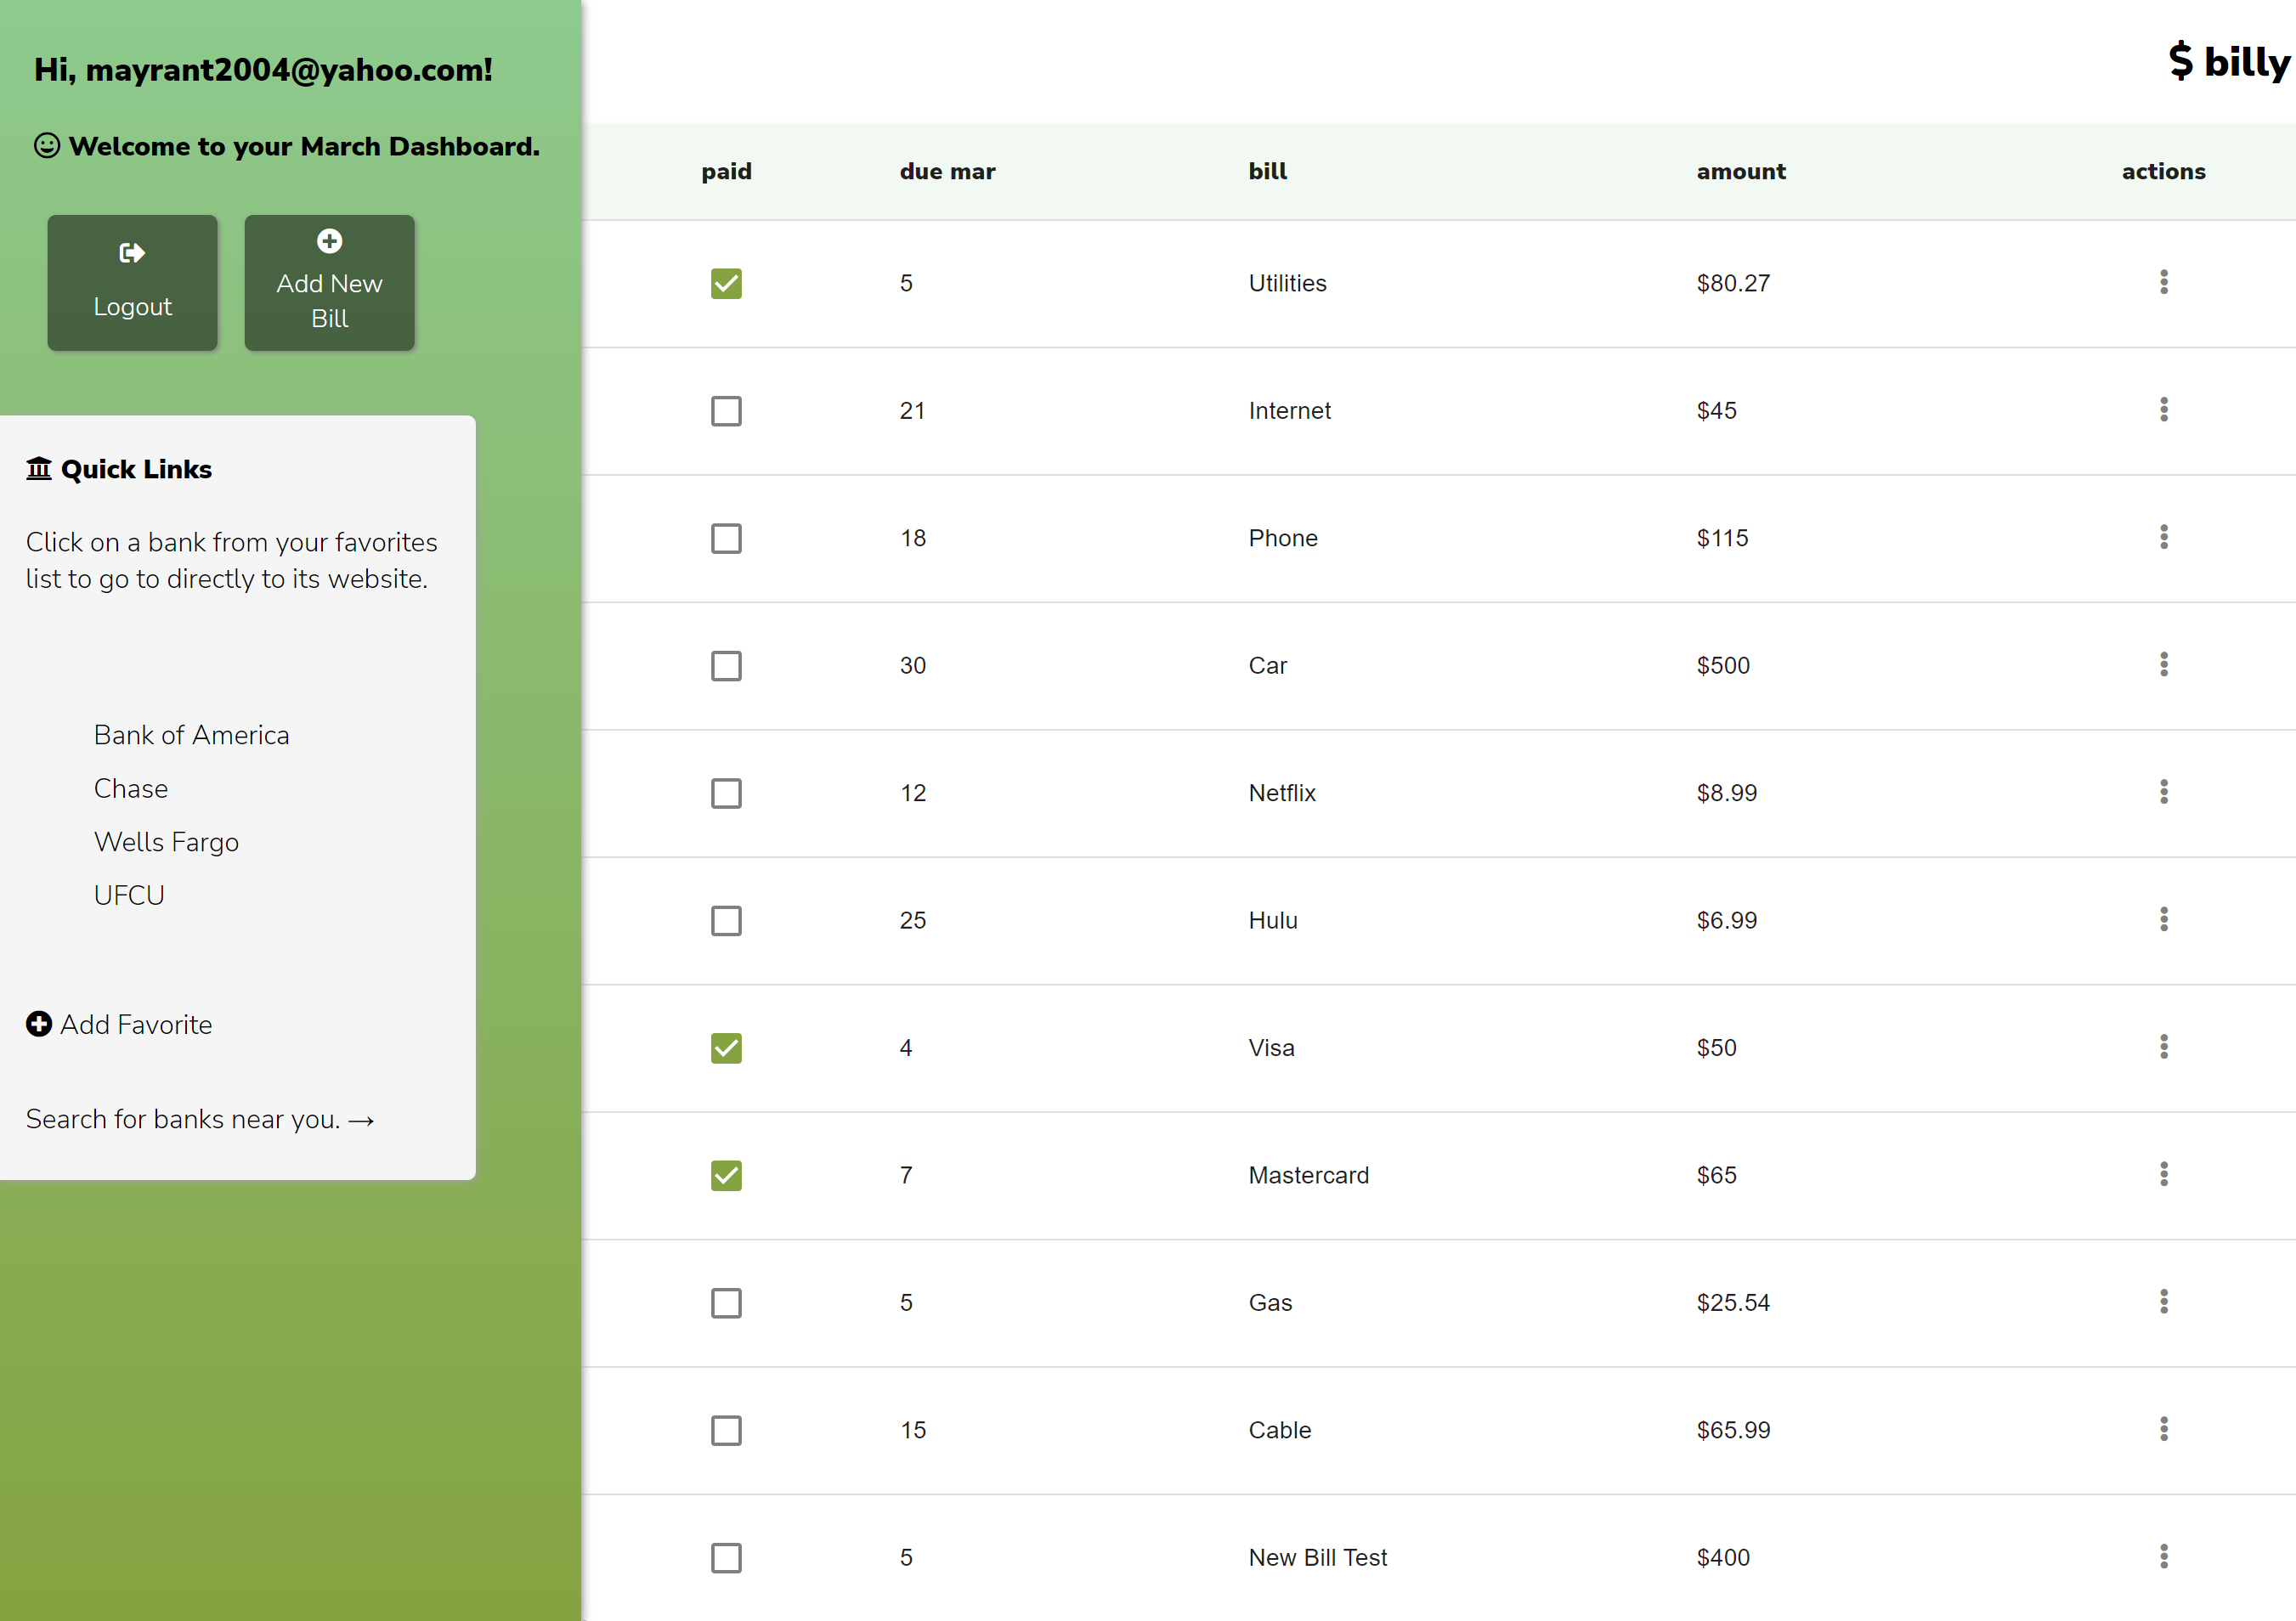 Hi, mayrant2004@yahoo.com!
Welcome to your March Dashboard.
Logout
Add New
Bill
Quick Links
Click on a bank from your favorites
list to go to directly to its website.
Bank of America
Chase
Wells Fargo
UFCU
Add Favorite
Search for banks near you. →
$ billy
paid due mar bill amount actions
5 Utilities $80.27
21 Internet $45
18 Phone $115
30 Car $500
12 Netflix $8.99
25 Hulu $6.99
4 Visa $50
7 Mastercard $65
5 Gas $25.54
15 Cable $65.99
5 New Bill Test $400